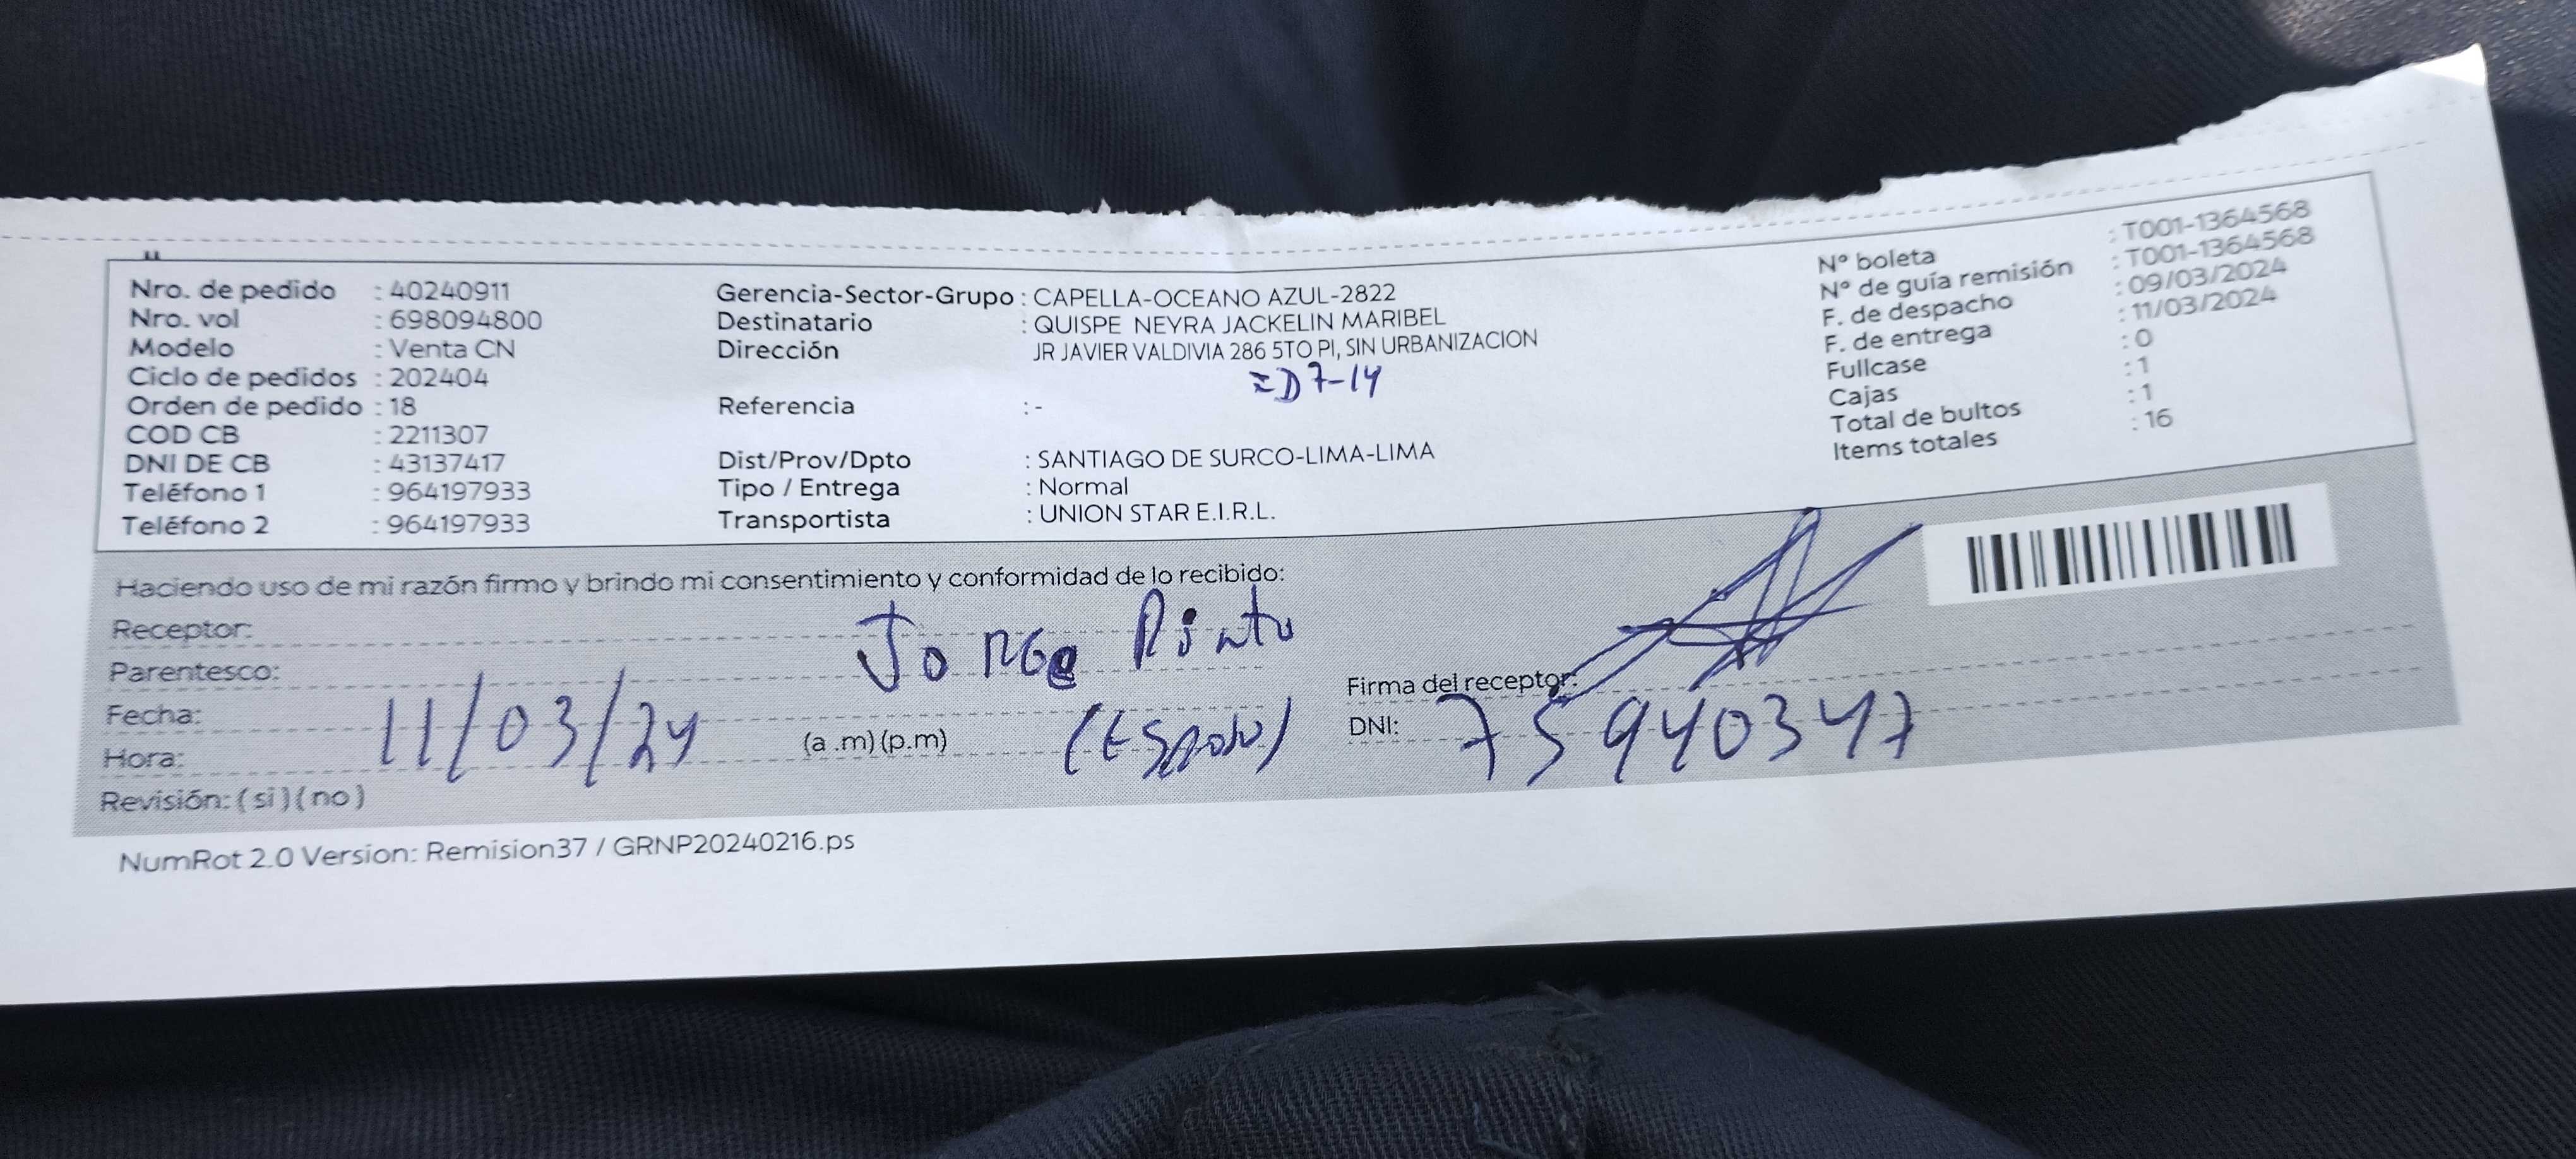 Nro. de pedido : 40240911
Nro. vol : 698094800
Modelo : Venta CN
Ciclo de pedidos : 202404
Orden de pedido : 18
COD CB : 2211307
DNI DE CB : 43137417
Teléfono 1 : 964197933
Teléfono 2 : 964197933
Gerencia-Sector-Grupo : CAPELLA-OCEANO AZUL-2822
Destinatario : QUISPE NEYRA JACKELIN MARIBEL
Dirección JR JAVIER VALDIVIA 286 5TO PI, SIN URBANIZACION
D7-14
Referencia : -
Dist/Prov/Dpto : SANTIAGO DE SURCO-LIMA-LIMA
Tipo / Entrega : Normal
Transportista : UNION STAR E.I.R.L.
N° boleta : T001-1364568
N° de guía remisión : T001-1364568
F. de despacho : 09/03/2024
F. de entrega : 11/03/2024
Fullcase : 0
Cajas : 1
Total de bultos : 1
Items totales : 16
Haciendo uso de mi razón firmo y brindo mi consentimiento y conformidad de lo recibido:
Receptor: Jorge
Parentesco: (Esposo)
Fecha: 11/03/24
Hora: (a .m) (p.m)
Revisión: ( si ) ( no )
Firma del receptor:
DNI: 75940347
NumRot 2.0 Version: Remision37 / GRNP20240216.ps